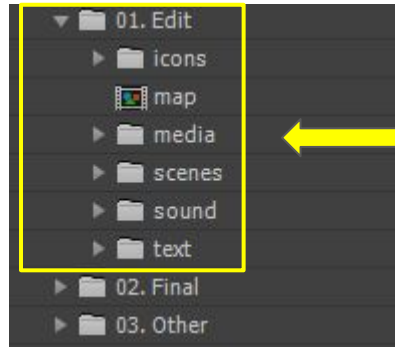 01. Edit
icons
map
media
scenes
sound
text
02. Final
03. Other